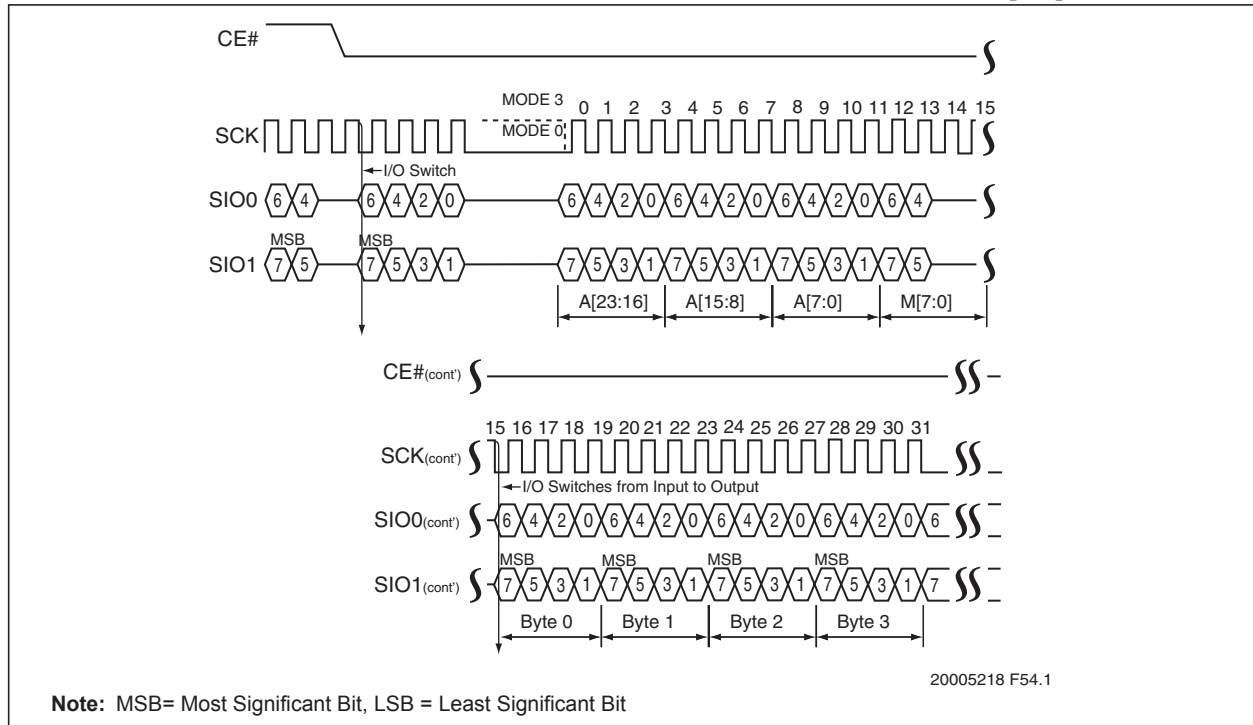 CE#
MODE 3
0 1 2 3 4 5 6 7 8 9 10 11 12 13 14 15
SCK
MODE 0
I/O Switch
SIO0 6 4 6 4 2 0 6 4 2 0 6 4 2 0 6 4 2 0 6 4
MSB MSB
SIO1 7 5 7 5 3 1 7 5 3 1 7 5 3 1 7 5 3 1 7 5
A[23:16] A[15:8] A[7:0] M[7:0]
CE#(cont')
15 16 17 18 19 20 21 22 23 24 25 26 27 28 29 30 31
SCK(cont')
I/O Switches from Input to Output
SIO0(cont') 6 4 2 0 6 4 2 0 6 4 2 0 6 4 2 0 6
MSB MSB MSB MSB
SIO1(cont') 7 5 3 1 7 5 3 1 7 5 3 1 7 5 3 1 7
Byte 0 Byte 1 Byte 2 Byte 3
20005218 F54.1
Note: MSB= Most Significant Bit, LSB = Least Significant Bit